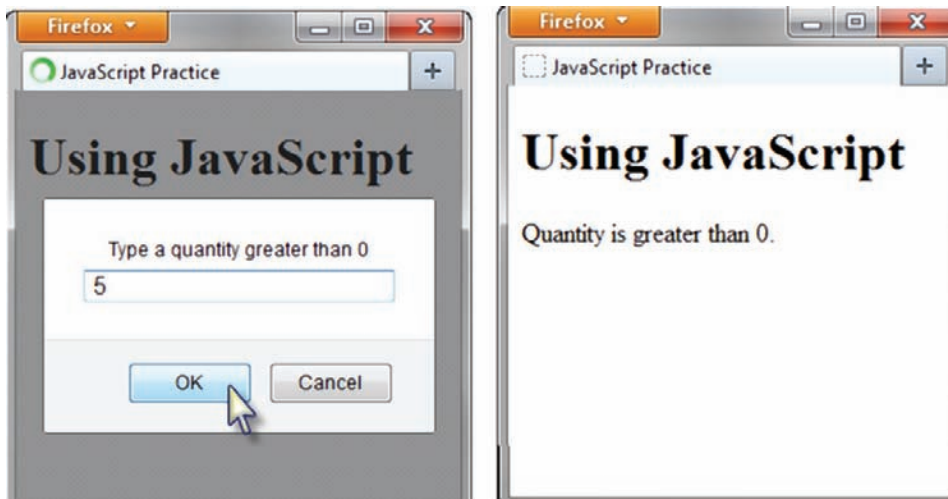 Firefox
JavaScript Practice
Using JavaScript
Type a quantity greater than 0
5
OK
Cancel
Firefox
JavaScript Practice
Using JavaScript
Quantity is greater than 0.